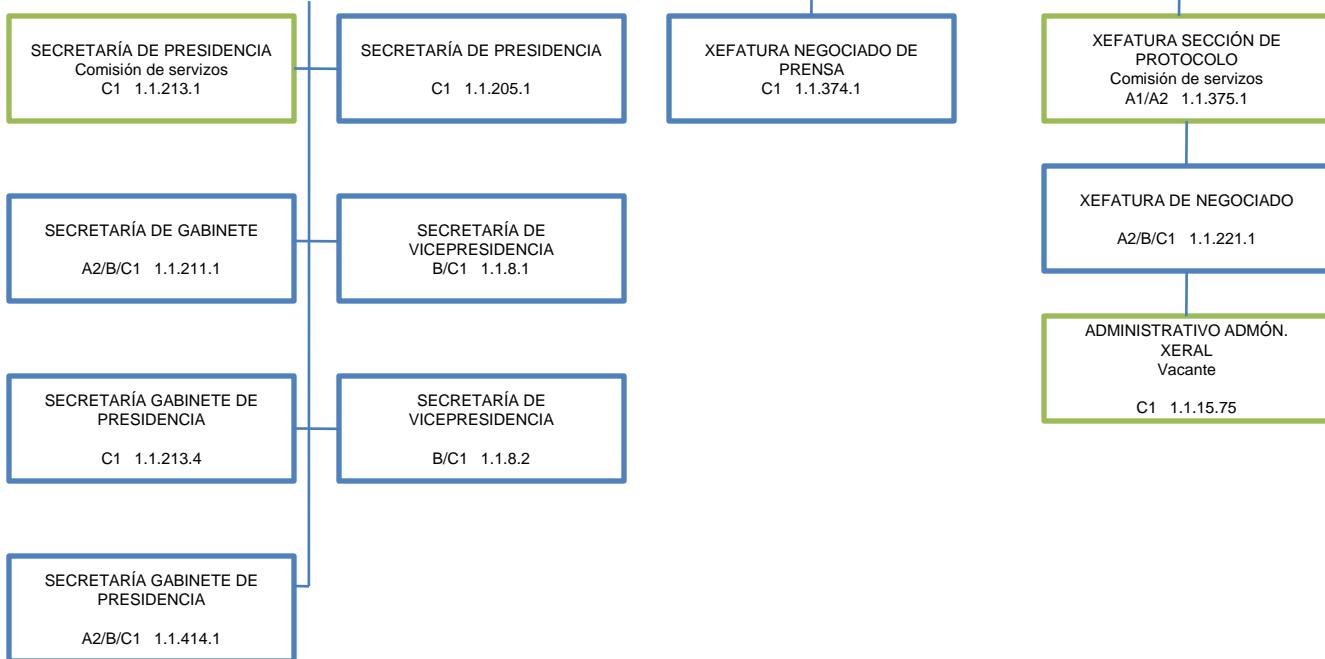 SECRETARÍA DE PRESIDENCIA
Comisión de servizos
C1 1.1.213.1
SECRETARÍA DE PRESIDENCIA
C1 1.1.205.1
XEFATURA NEGOCIADO DE
PRENSA
C1 1.1.374.1
XEFATURA SECCIÓN DE
PROTOCOLO
Comisión de servizos
A1/A2 1.1.375.1
SECRETARÍA DE GABINETE
A2/B/C1 1.1.211.1
SECRETARÍA DE
VICEPRESIDENCIA
B/C1 1.1.8.1
XEFATURA DE NEGOCIADO
A2/B/C1 1.1.221.1
ADMINISTRATIVO ADMÓN.
XERAL
Vacante
C1 1.1.15.75
SECRETARÍA GABINETE DE
PRESIDENCIA
C1 1.1.213.4
SECRETARÍA DE
VICEPRESIDENCIA
B/C1 1.1.8.2
SECRETARÍA GABINETE DE
PRESIDENCIA
A2/B/C1 1.1.414.1